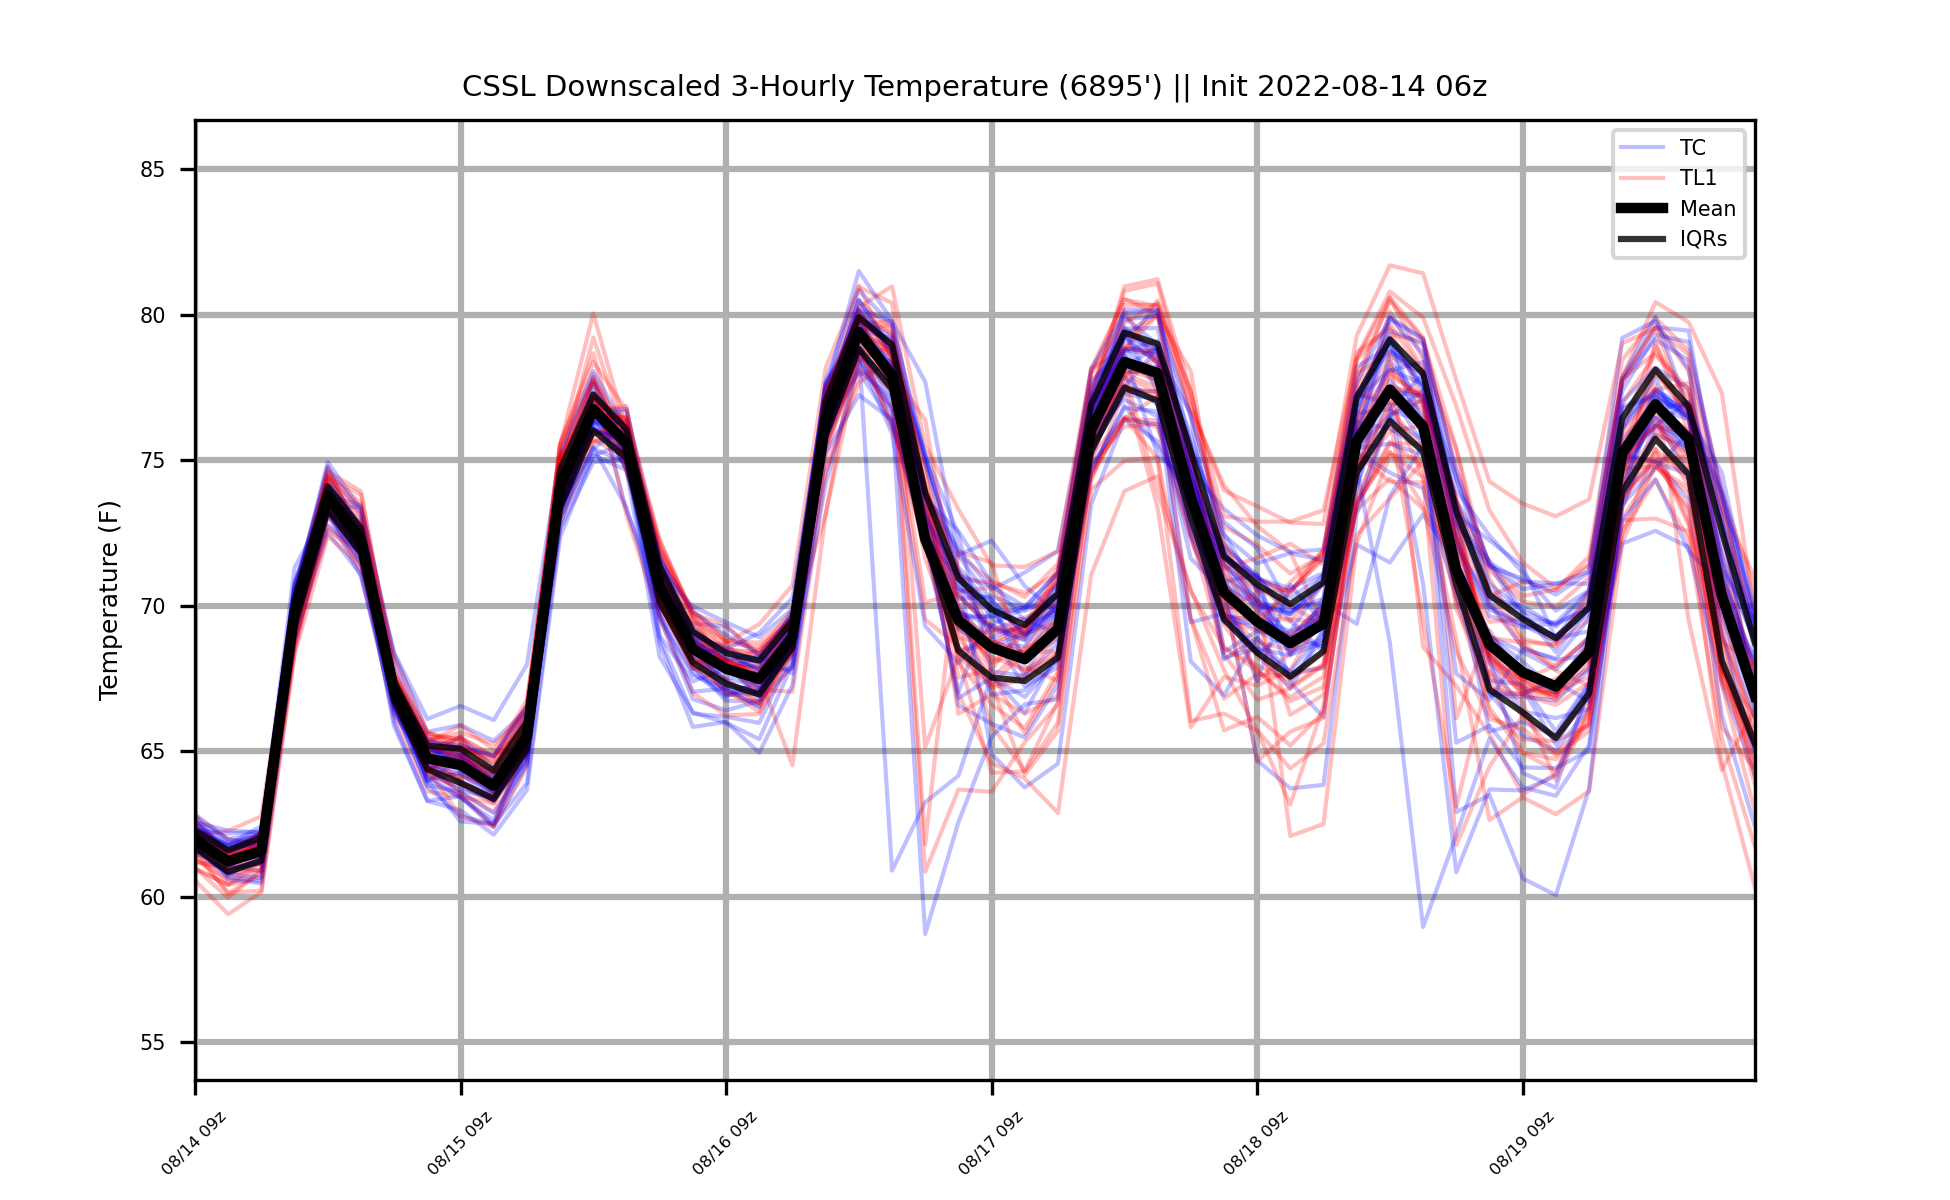 CSSL Downscaled 3-Hourly Temperature (6895') || Init 2022-08-14 06z
TC
TL1
Mean
IQRs
Temperature (F)
85
80
75
70
65
60
55
08/14 09z
08/15 09z
08/16 09z
08/17 09z
08/18 09z
08/19 09z